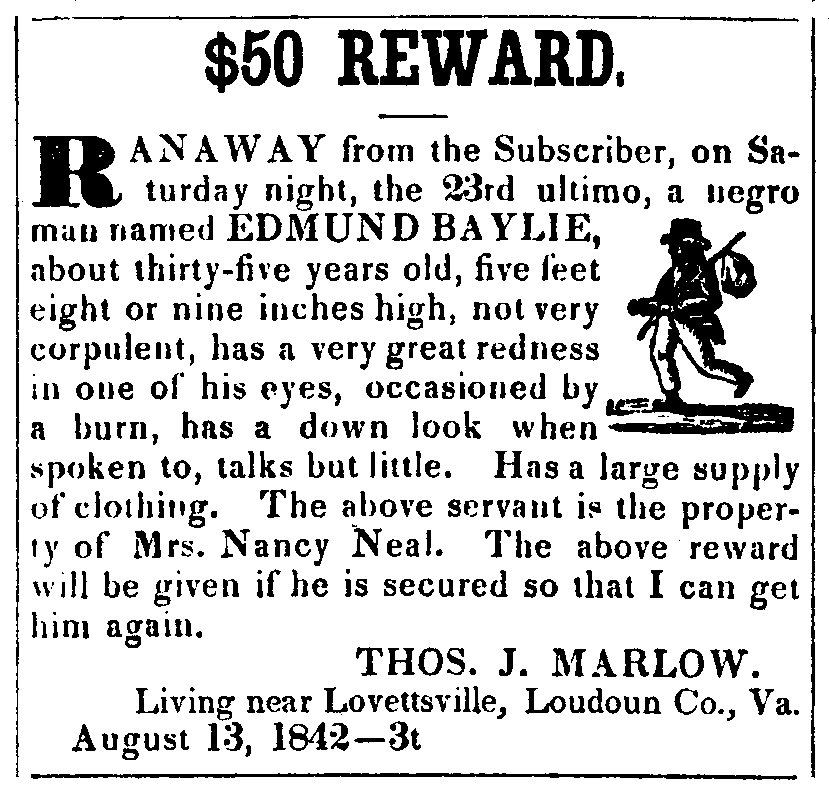 $50 REWARD.
RANAWAY from the Subscriber, on Sa-
turday night, the 23rd ultimo, a negro
man named EDMUND BAYLIE,
about thirty-five years old, five feet
eight or nine inches high, not very
corpulent, has a very great redness
in one of his eyes, occasioned by
a burn, has a down look when
spoken to, talks but little. Has a large supply
of clothing. The above servant is the proper-
ty of Mrs. Nancy Neal. The above reward
will be given if he is secured so that I can get
him again.
THOS. J. MARLOW.
Living near Lovettsville, Loudoun Co., Va.
August 13, 1842—3t